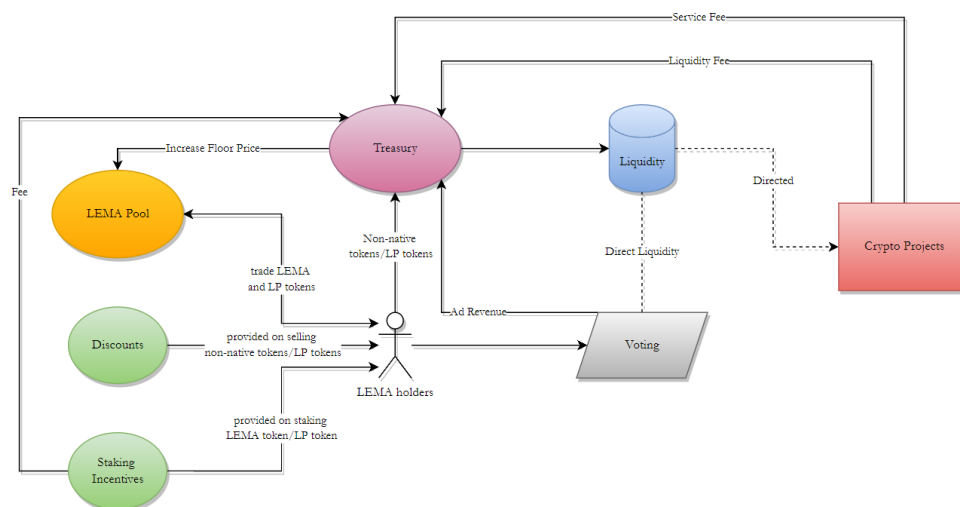 Service Fee
Liquidity Fee
Treasury
Liquidity
Increase Floor Price
Directed
Fee
LEMA Pool
Non-native
tokens/LP tokens
Direct Liquidity
Crypto Projects
trade LEMA
and LP tokens
Ad Revenue
Discounts
provided on selling
non-native tokens/LP tokens
Voting
LEMA holders
provided on staking
LEMA token/LP token
Staking
Incentives